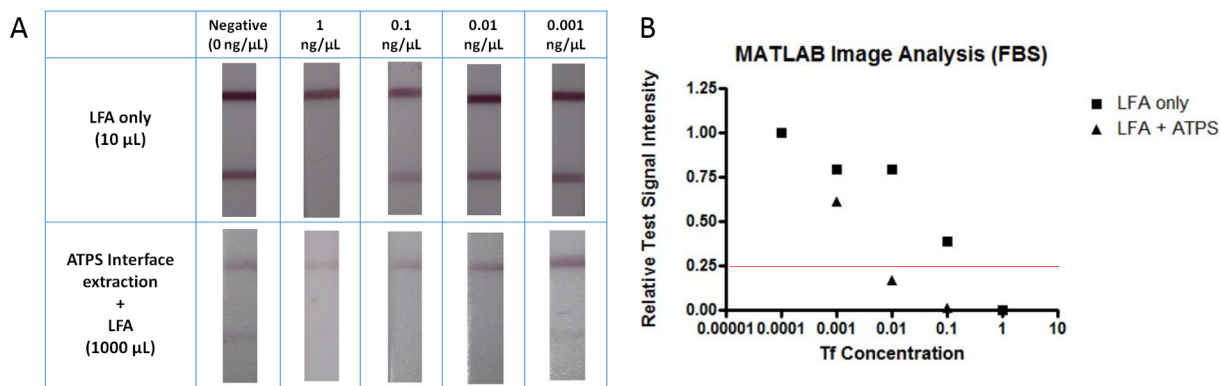 A
Negative
(0 ng/µL)
1
ng/µL
0.1
ng/µL
0.01
ng/µL
0.001
ng/µL
LFA only
(10 µL)
ATPS Interface
extraction
+
LFA
(1000 µL)
B
MATLAB Image Analysis (FBS)
Relative Test Signal Intensity
1.25
1.00
0.75
0.50
0.25
0.00
0.00001 0.0001 0.001 0.01 0.1 1 10
Tf Concentration
LFA only
LFA + ATPS